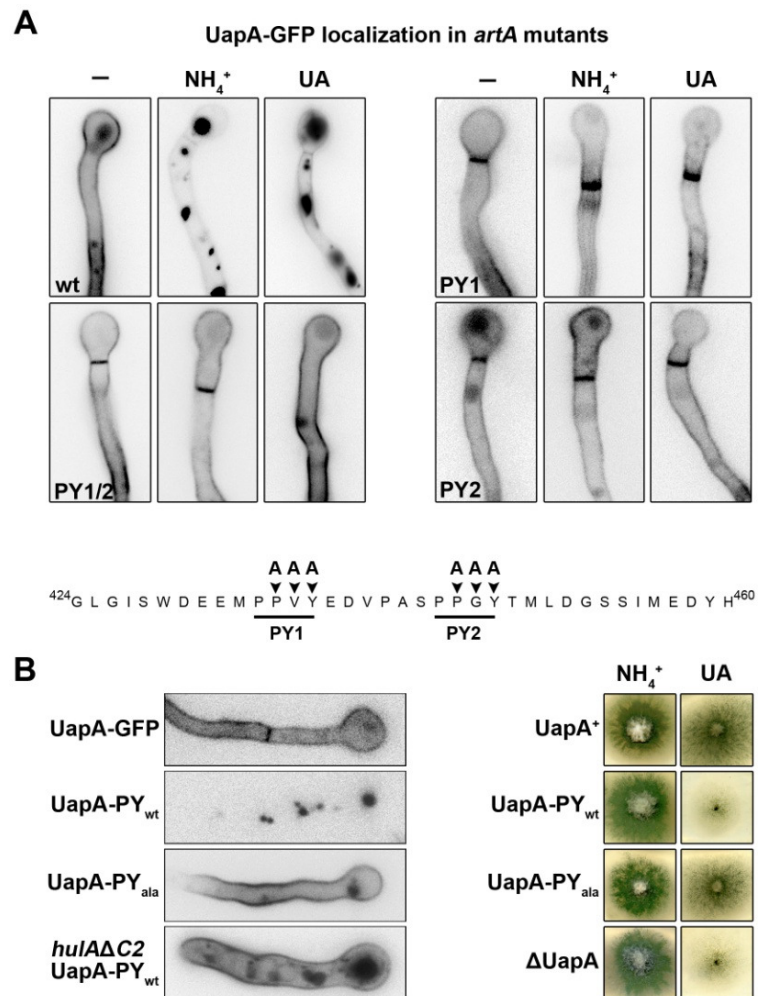 A
UapA-GFP localization in artA mutants
– NH₄⁺ UA – NH₄⁺ UA
wt PY1
PY1/2 PY2
A A A A A A
⁴²⁴G L G I S W D E E M P P V Y E D V P A S P P G Y T M L D G S S I M E D Y H⁴⁶⁰
PY1 PY2
B
NH₄⁺ UA
UapA-GFP UapA⁺
UapA-PYwt UapA-PYwt
UapA-PYala UapA-PYala
hulAΔC2
UapA-PYwt ΔUapA